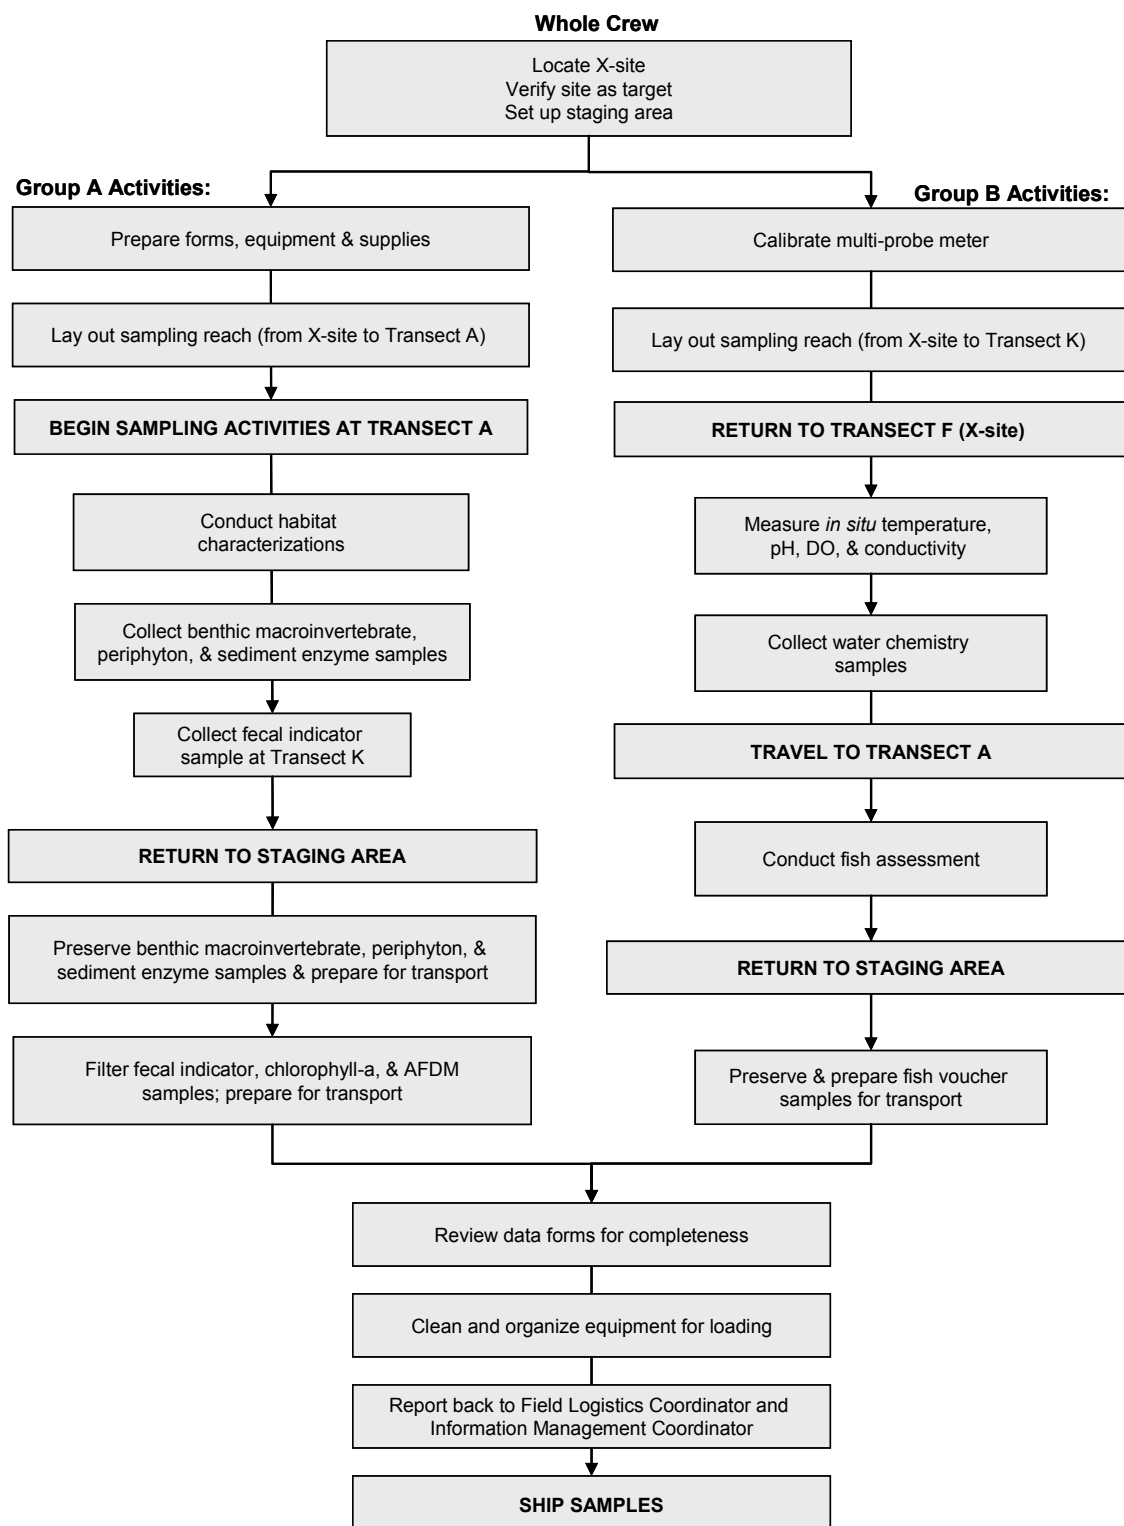 Whole Crew
Locate X-site
Verify site as target
Set up staging area
Group A Activities:
Prepare forms, equipment & supplies
Lay out sampling reach (from X-site to Transect A)
BEGIN SAMPLING ACTIVITIES AT TRANSECT A
Conduct habitat
characterizations
Collect benthic macroinvertebrate,
periphyton, & sediment enzyme samples
Collect fecal indicator
sample at Transect K
RETURN TO STAGING AREA
Preserve benthic macroinvertebrate, periphyton, &
sediment enzyme samples & prepare for transport
Filter fecal indicator, chlorophyll-a, & AFDM
samples; prepare for transport
Group B Activities:
Calibrate multi-probe meter
Lay out sampling reach (from X-site to Transect K)
RETURN TO TRANSECT F (X-site)
Measure in situ temperature,
pH, DO, & conductivity
Collect water chemistry
samples
TRAVEL TO TRANSECT A
Conduct fish assessment
RETURN TO STAGING AREA
Preserve & prepare fish voucher
samples for transport
Review data forms for completeness
Clean and organize equipment for loading
Report back to Field Logistics Coordinator and
Information Management Coordinator
SHIP SAMPLES